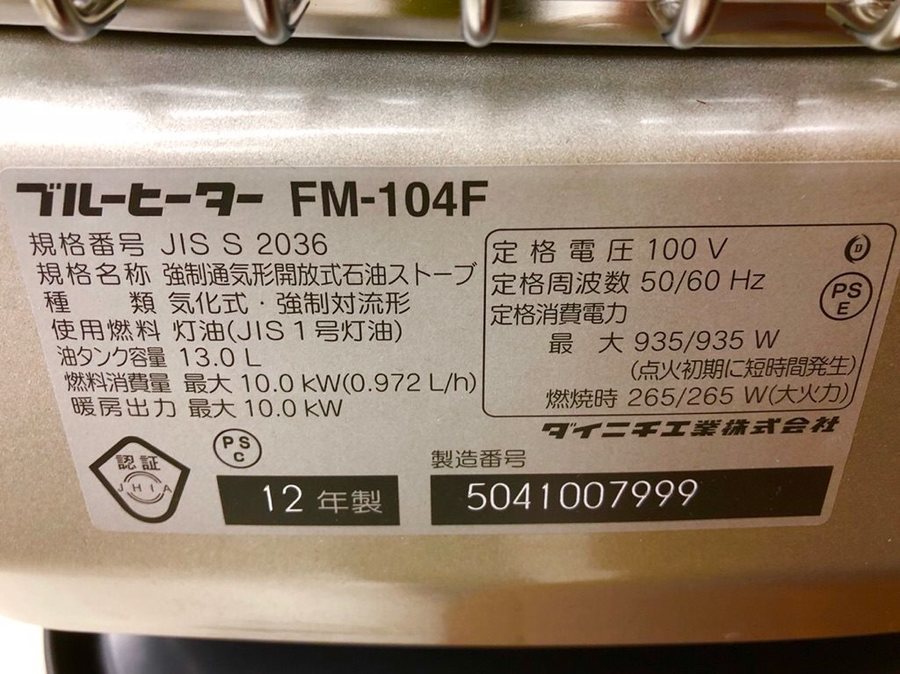 ブルーヒーター FM-104F
規格番号 JIS S 2036
規格名称 強制通気形開放式石油ストーブ
種類 気化式・強制対流形
使用燃料 灯油(JIS1号灯油)
油タンク容量 13.0 L
燃料消費量 最大 10.0 kW(0.972 L/h)
暖房出力 最大 10.0 kW
定格電圧 100 V
定格周波数 50/60 Hz
定格消費電力
最大 935/935 W
(点火初期に短時間発生)
燃焼時 265/265 W(大火力)
D
PS
E
ダイニチ工業株式会社
認証
JHIA
PS
C
12 年製
製造番号
5041007999